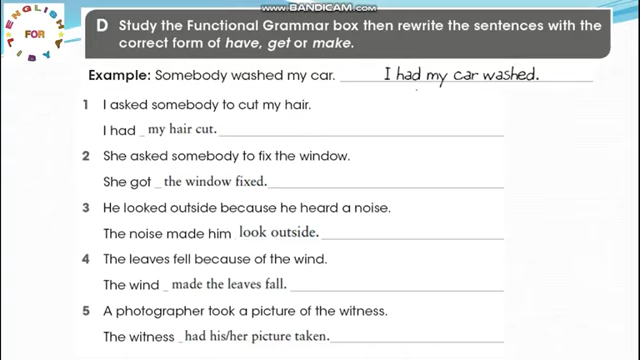 WWW.BANDICAM.COM
ENGLISH
FOR
LIBYA
D Study the Functional Grammar box then rewrite the sentences with the
correct form of have, get or make.
Example: Somebody washed my car. I had my car washed.
1 I asked somebody to cut my hair.
I had my hair cut.
2 She asked somebody to fix the window.
She got the window fixed.
3 He looked outside because he heard a noise.
The noise made him look outside.
4 The leaves fell because of the wind.
The wind made the leaves fall.
5 A photographer took a picture of the witness.
The witness had his/her picture taken.